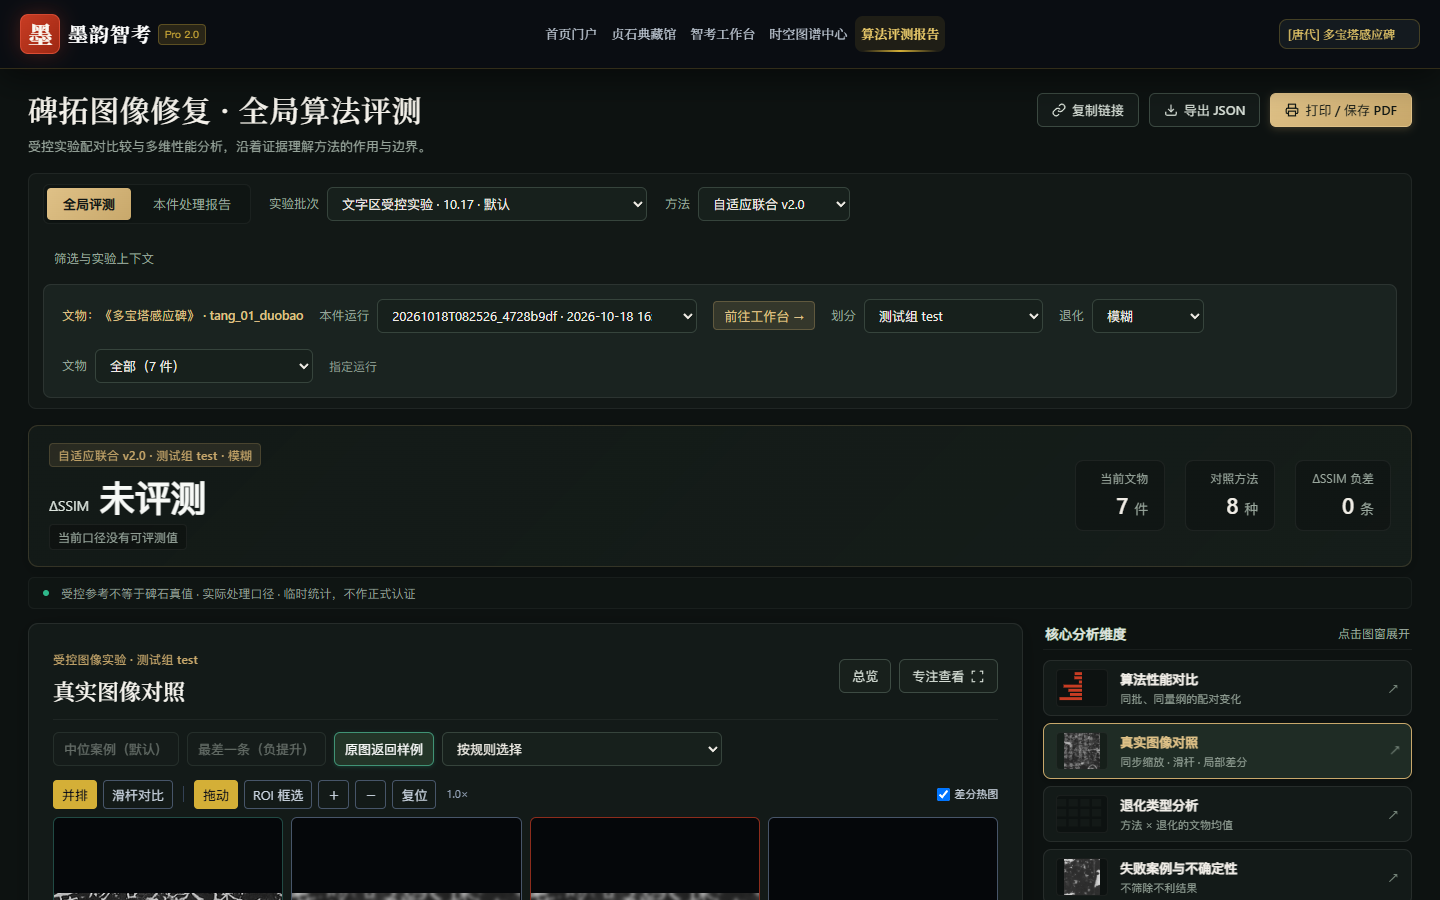 墨 墨韵智考 Pro 2.0
首页门户 贞石典藏馆 智考工作台 时空图谱中心 算法评测报告
[唐代] 多宝塔感应碑
碑拓图像修复 · 全局算法评测
受控实验配对比较与多维性能分析，沿着证据理解方法的作用与边界。
复制链接 导出 JSON 打印 / 保存 PDF
全局评测 本件处理报告 实验批次 文字区受控实验 · 10.17 · 默认 方法 自适应联合 v2.0
筛选与实验上下文
文物：《多宝塔感应碑》 · tang_01_duobao 本件运行 20261018T082526_4728b9df · 2026-10-18 16: 前往工作台 → 划分 测试组 test 退化 模糊
文物 全部（7 件） 指定运行
自适应联合 v2.0 · 测试组 test · 模糊
ΔSSIM 未评测
当前口径没有可评测值
当前文物
7 件
对照方法
8 种
ΔSSIM 负差
0 条
受控参考不等于碑石真值 · 实际处理口径 · 临时统计，不作正式认证
受控图像实验 · 测试组 test
真实图像对照
总览 专注查看
中位案例（默认） 最差一条（负提升） 原图返回样例 按规则选择
并排 滑杆对比 拖动 ROI 框选 + − 复位 1.0× 差分热图
核心分析维度 点击图窗展开
算法性能对比
同批、同量纲的配对变化
↗
真实图像对照
同步缩放 · 滑杆 · 局部差分
↗
退化类型分析
方法 × 退化的文物均值
↗
失败案例与不确定性
不筛除不利结果
↗